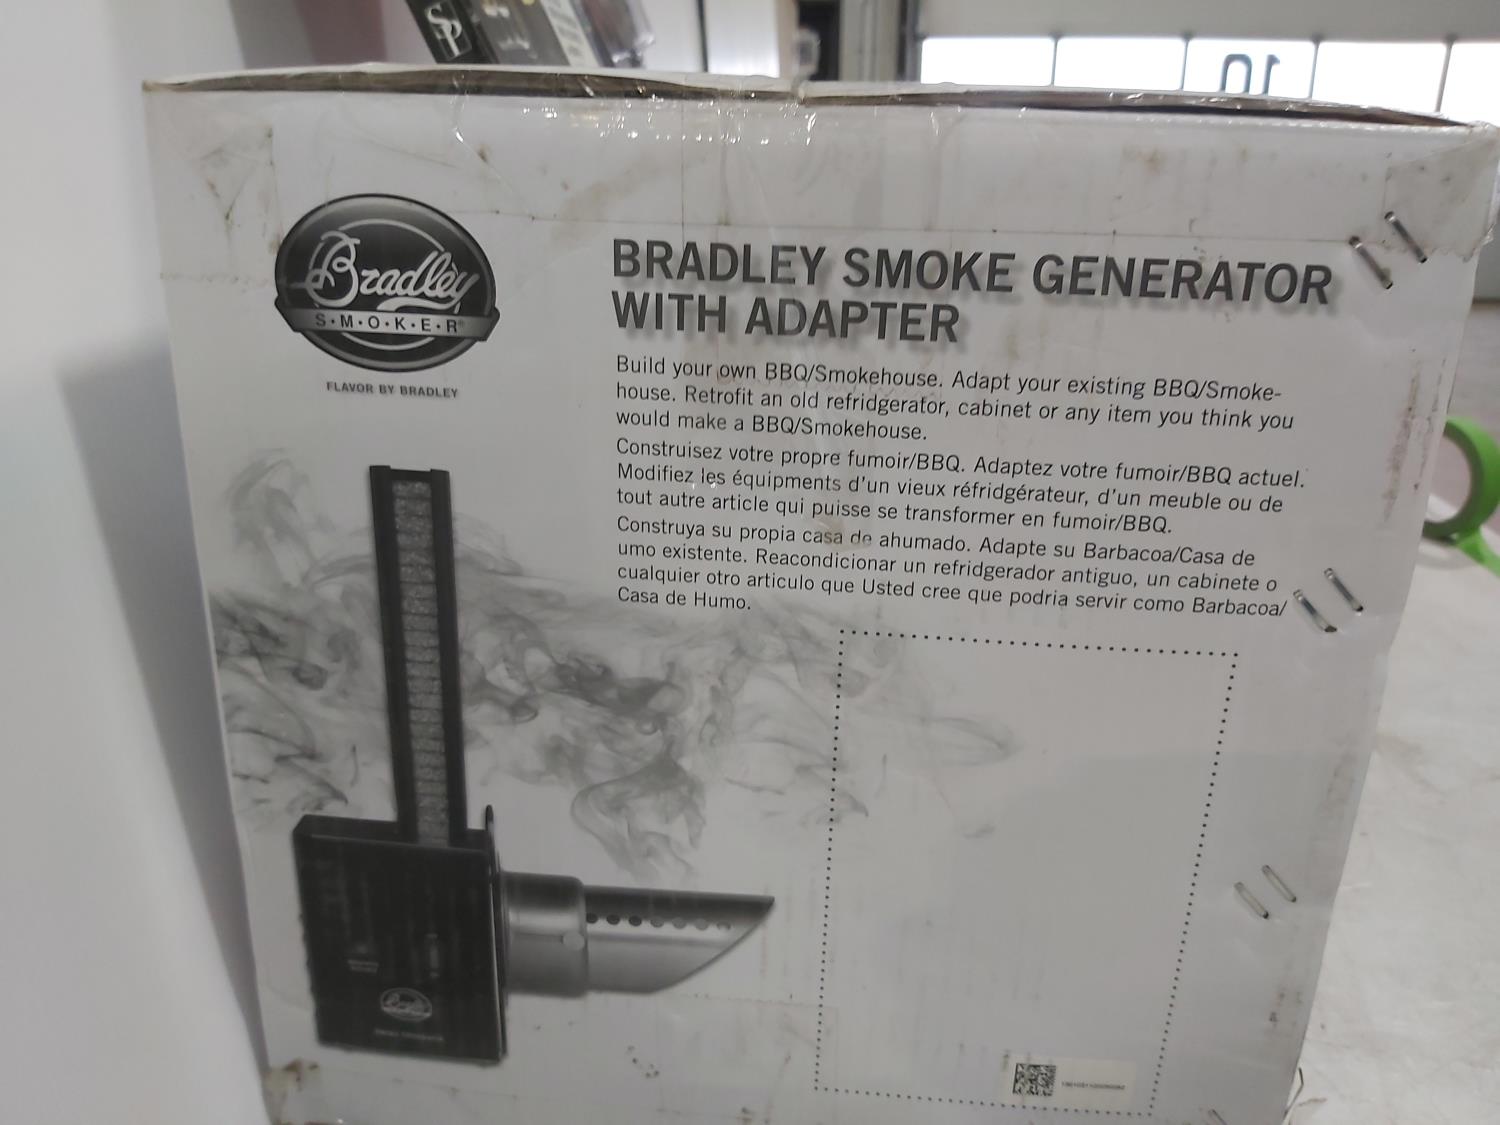 SP
10
Bradley
S·M·O·K·E·R®
FLAVOR BY BRADLEY
BRADLEY SMOKE GENERATOR
WITH ADAPTER
Build your own BBQ/Smokehouse. Adapt your existing BBQ/Smoke-
house. Retrofit an old refridgerator, cabinet or any item you think you
would make a BBQ/Smokehouse.
Construisez votre propre fumoir/BBQ. Adaptez votre fumoir/BBQ actuel.
Modifiez les équipments d'un vieux réfridgérateur, d'un meuble ou de
tout autre article qui puisse se transformer en fumoir/BBQ.
Construya su propia casa de ahumado. Adapte su Barbacoa/Casa de
umo existente. Reacondicionar un refridgerador antiguo, un cabinete o
cualquier otro articulo que Usted cree que podria servir como Barbacoa/
Casa de Humo.
Bradley